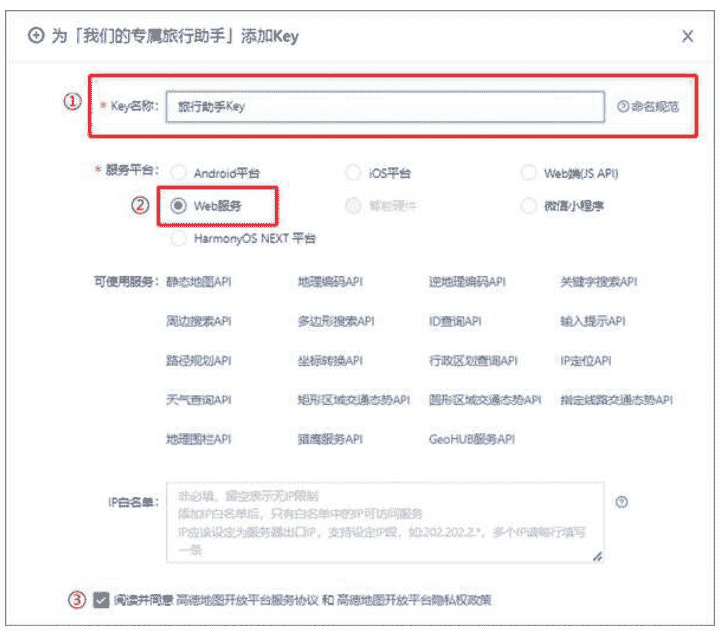 为「我们的专属旅行助手」添加Key
① * Key名称: 旅行助手Key 命名规范
* 服务平台: Android平台 iOS平台 Web端(JS API)
② Web服务 智能硬件 微信小程序
HarmonyOS NEXT 平台
可使用服务: 静态地图API 地理编码API 逆地理编码API 关键字搜索API
周边搜索API 多边形搜索API ID查询API 输入提示API
路径规划API 坐标转换API 行政区划查询API IP定位API
天气查询API 矩形区域交通态势API 圆形区域交通态势API 指定线路交通态势API
地理围栏API 猎鹰服务API GeoHUB服务API
IP白名单: 非必填，留空表示无IP限制
添加IP白名单后，只有白名单中的IP可访问服务
IP应该设定为服务器出口IP，支持设定IP段，如:202.202.2.*，多个IP请每行填写
一条
③ 阅读并同意 高德地图开放平台服务协议 和 高德地图开放平台隐私权政策